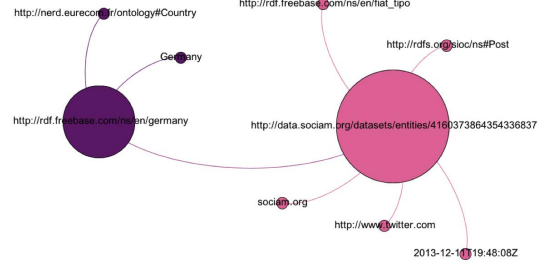 http://rdf.freebase.com/ns/en/fiat_tipo
http://nerd.eurecom.fr/ontology#Country
http://rdfs.org/sioc/ns#Post
Germany
http://rdf.freebase.com/ns/en/germany
http://data.sociam.org/datasets/entities/416037386435433683​7
sociam.org
http://www.twitter.com
2013-12-11T19:48:08Z